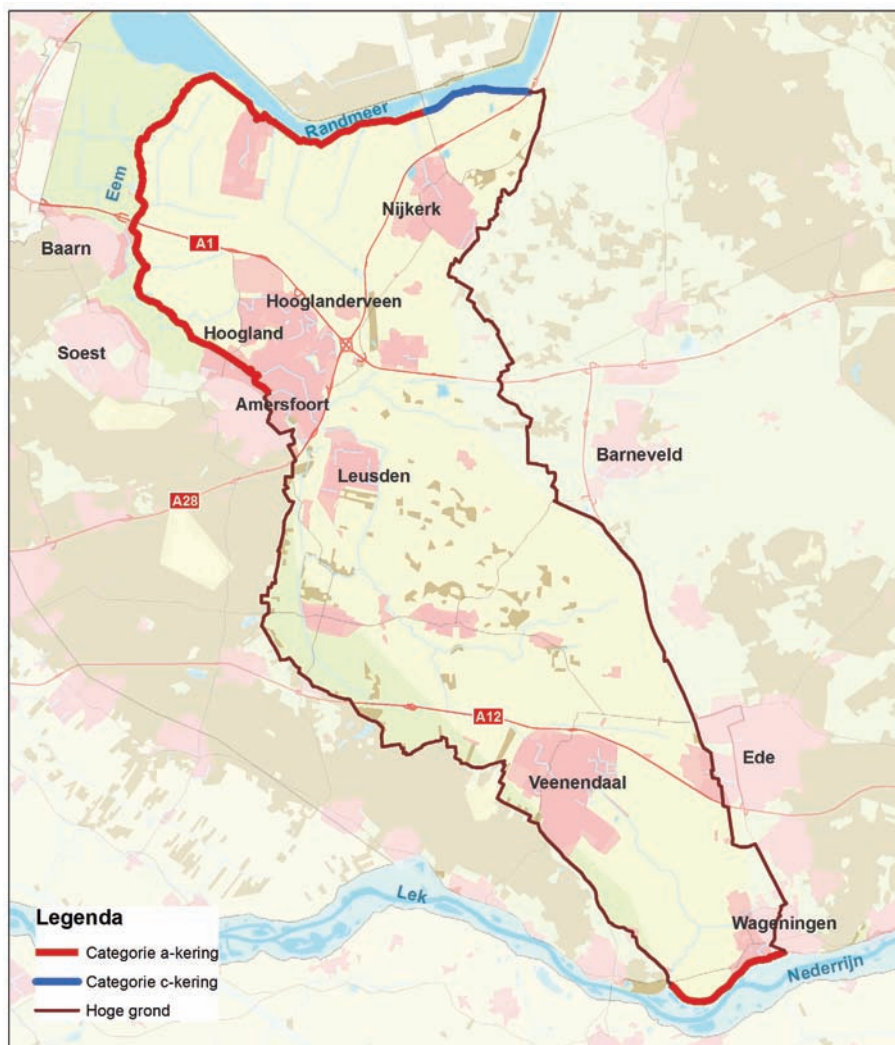 Randmeer
Eem
Nijkerk
A1
Baarn
Hooglanderveen
Hoogland
Soest
Amersfoort
Barneveld
Leusden
A28
A12
Ede
Veenendaal
Lek
Legenda
Wageningen
Categorie a-kering
Nederrijn
Categorie c-kering
Hoge grond